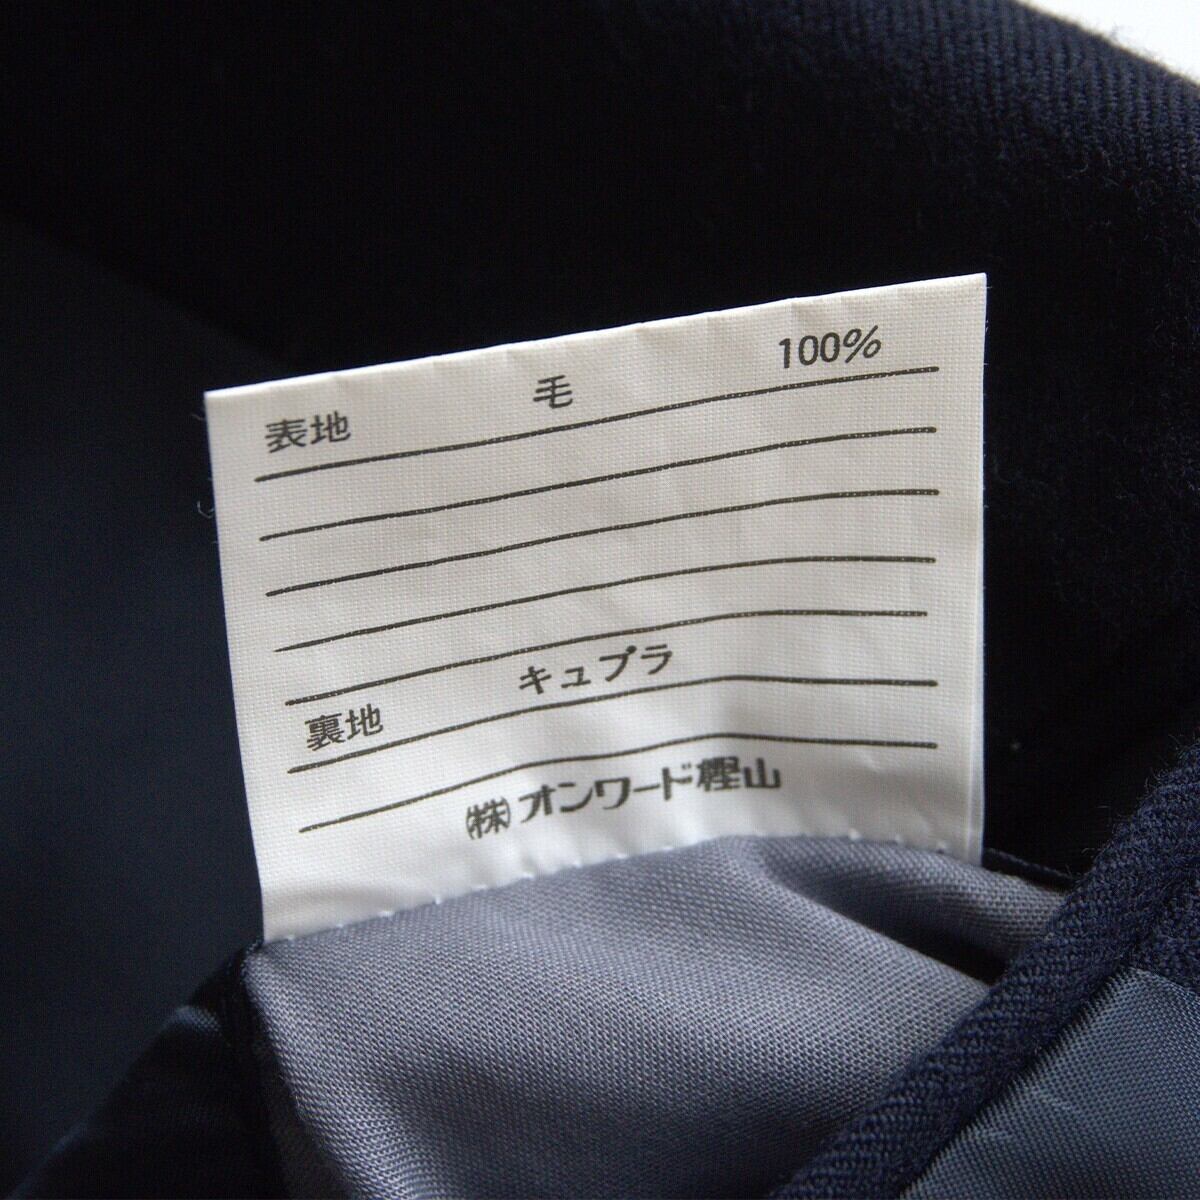 表地 毛 100%
裏地 キュプラ
㈱オンワード樫山